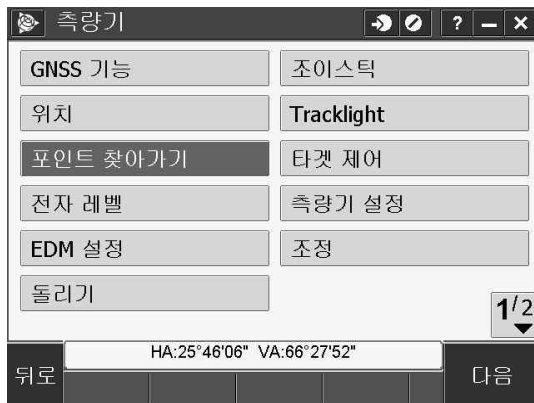 측량기
?
GNSS 기능
조이스틱
위치
Tracklight
포인트 찾아가기
타겟 제어
전자 레벨
측량기 설정
EDM 설정
조정
돌리기
1/2
HA:25°46'06" VA:66°27'52"
뒤로
다음